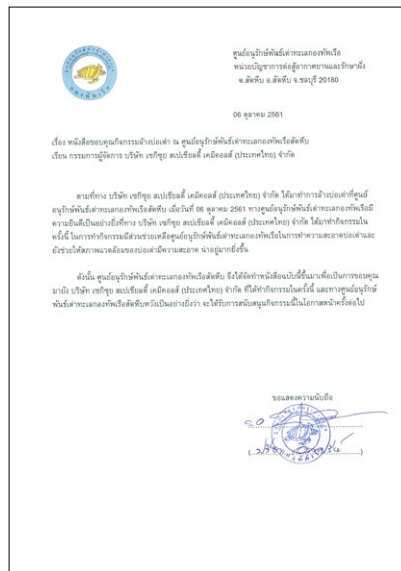 ศูนย์อนุรักษ์พันธุ์เต่าทะเลกองทัพเรือ
หน่วยบัญชาการต่อสู้อากาศยานและรักษาฝั่ง
ต.สัตหีบ อ.สัตหีบ จ.ชลบุรี 20180
06 ตุลาคม 2561
เรื่อง หนังสือขอบคุณกิจกรรมล้างบ่อเต่า ณ ศูนย์อนุรักษ์พันธุ์เต่าทะเลกองทัพเรือสัตหีบ
เรียน กรรมการผู้จัดการ บริษัท เซกิซุย สเปเชียลตี้ เคมิคอลส์ (ประเทศไทย) จำกัด
ตามที่ทาง บริษัท เซกิซุย สเปเชียลตี้ เคมิคอลส์ (ประเทศไทย) จำกัด ได้มาทำการล้างบ่อเต่าที่ศูนย์
อนุรักษ์พันธุ์เต่าทะเลกองทัพเรือสัตหีบ เมื่อวันที่ 06 ตุลาคม 2561 ทางศูนย์อนุรักษ์พันธุ์เต่าทะเลกองทัพเรือมี
ความยินดีเป็นอย่างยิ่งที่ทาง บริษัท เซกิซุย สเปเชียลตี้ เคมิคอลส์ (ประเทศไทย) จำกัด ได้มาทำกิจกรรมใน
ครั้งนี้ ในการทำกิจกรรมมีส่วนช่วยเหลือศูนย์อนุรักษ์พันธุ์เต่าทะเลกองทัพเรือในการทำความสะอาดบ่อเต่าและ
ยังช่วยให้สภาพแวดล้อมของบ่อเต่ามีความสะอาด น่าอยู่มากยิ่งขึ้น
ดังนั้น ศูนย์อนุรักษ์พันธุ์เต่าทะเลกองทัพเรือสัตหีบ จึงได้จัดทำหนังสือฉบับนี้ขึ้นมาเพื่อเป็นการขอบคุณ
มายัง บริษัท เซกิซุย สเปเชียลตี้ เคมิคอลส์ (ประเทศไทย) จำกัด ที่ได้ทำกิจกรรมในครั้งนี้ และทางศูนย์อนุรักษ์
พันธุ์เต่าทะเลกองทัพเรือสัตหีบหวังเป็นอย่างยิ่งว่า จะได้รับการสนับสนุนกิจกรรมนี้ในโอกาสหน้าครั้งต่อไป
ขอแสดงความนับถือ